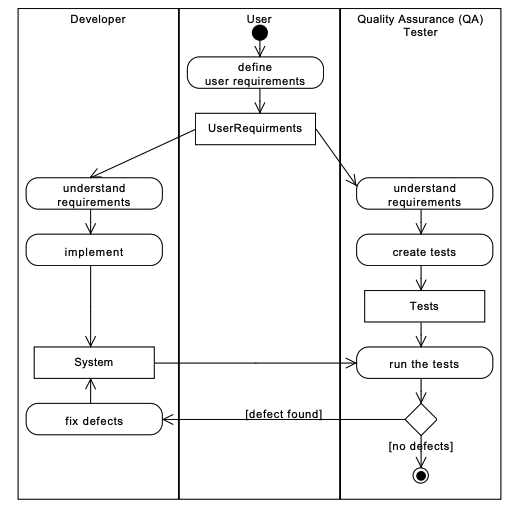 Developer
User
Quality Assurance (QA)
Tester
define
user requirements
UserRequirments
understand
requirements
understand
requirements
implement
create tests
Tests
System
run the tests
fix defects
[defect found]
[no defects]